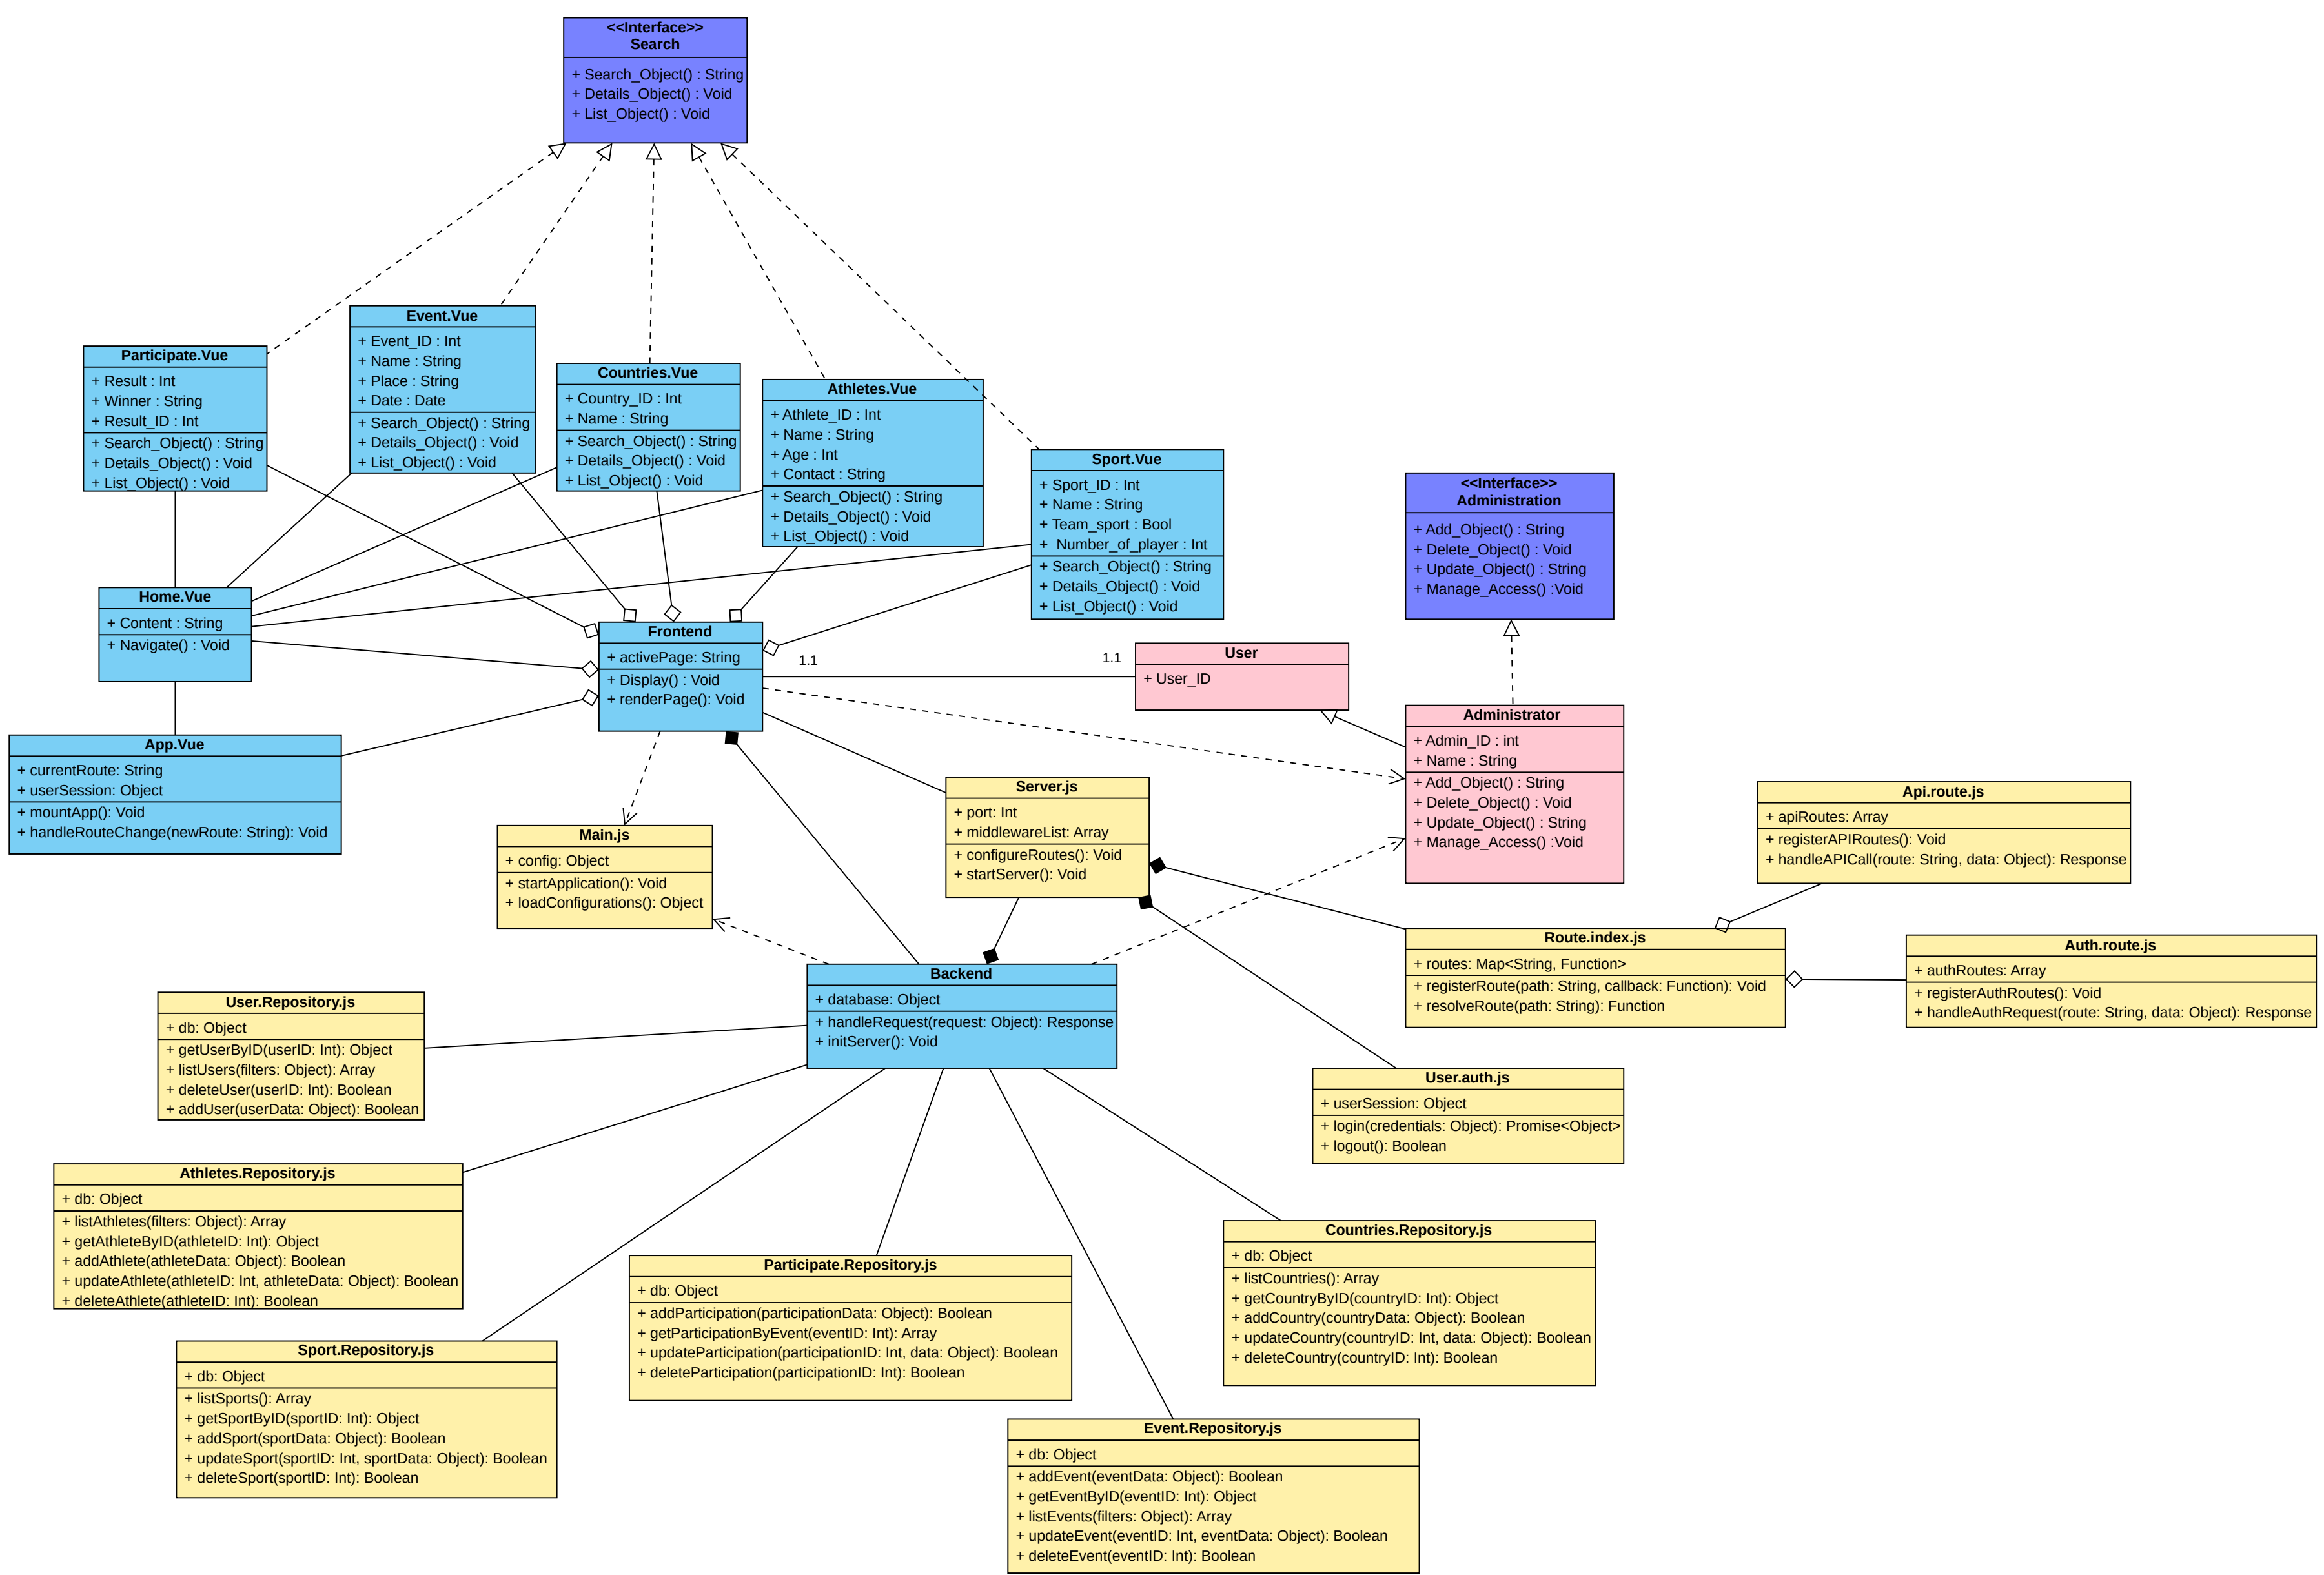 <<Interface>>
Search
+ Search_Object() : String
+ Details_Object() : Void
+ List_Object() : Void
Event.Vue
+ Event_ID : Int
+ Name : String
+ Place : String
+ Date : Date
+ Search_Object() : String
+ Details_Object() : Void
+ List_Object() : Void
Participate.Vue
+ Result : Int
+ Winner : String
+ Result_ID : Int
+ Search_Object() : String
+ Details_Object() : Void
+ List_Object() : Void
Countries.Vue
+ Country_ID : Int
+ Name : String
+ Search_Object() : String
+ Details_Object() : Void
+ List_Object() : Void
Athletes.Vue
+ Athlete_ID : Int
+ Name : String
+ Age : Int
+ Contact : String
+ Search_Object() : String
+ Details_Object() : Void
+ List_Object() : Void
Sport.Vue
+ Sport_ID : Int
+ Name : String
+ Team_sport : Bool
+  Number_of_player : Int
+ Search_Object() : String
+ Details_Object() : Void
+ List_Object() : Void
<<Interface>>
Administration
+ Add_Object() : String
+ Delete_Object() : Void
+ Update_Object() : String
+ Manage_Access() :Void
Home.Vue
+ Content : String
+ Navigate() : Void
Frontend
+ activePage: String
+ Display() : Void
+ renderPage(): Void
1.1
1.1
User
+ User_ID
Administrator
+ Admin_ID : int
+ Name : String
+ Add_Object() : String
+ Delete_Object() : Void
+ Update_Object() : String
+ Manage_Access() :Void
App.Vue
+ currentRoute: String
+ userSession: Object
+ mountApp(): Void
+ handleRouteChange(newRoute: String): Void
Main.js
+ config: Object
+ startApplication(): Void
+ loadConfigurations(): Object
Server.js
+ port: Int
+ middlewareList: Array
+ configureRoutes(): Void
+ startServer(): Void
Api.route.js
+ apiRoutes: Array
+ registerAPIRoutes(): Void
+ handleAPICall(route: String, data: Object): Response
Route.index.js
+ routes: Map<String, Function>
+ registerRoute(path: String, callback: Function): Void
+ resolveRoute(path: String): Function
Auth.route.js
+ authRoutes: Array
+ registerAuthRoutes(): Void
+ handleAuthRequest(route: String, data: Object): Response
Backend
+ database: Object
+ handleRequest(request: Object): Response
+ initServer(): Void
User.Repository.js
+ db: Object
+ getUserByID(userID: Int): Object
+ listUsers(filters: Object): Array
+ deleteUser(userID: Int): Boolean
+ addUser(userData: Object): Boolean
User.auth.js
+ userSession: Object
+ login(credentials: Object): Promise<Object>
+ logout(): Boolean
Athletes.Repository.js
+ db: Object
+ listAthletes(filters: Object): Array
+ getAthleteByID(athleteID: Int): Object
+ addAthlete(athleteData: Object): Boolean
+ updateAthlete(athleteID: Int, athleteData: Object): Boolean
+ deleteAthlete(athleteID: Int): Boolean
Countries.Repository.js
+ db: Object
+ listCountries(): Array
+ getCountryByID(countryID: Int): Object
+ addCountry(countryData: Object): Boolean
+ updateCountry(countryID: Int, data: Object): Boolean
+ deleteCountry(countryID: Int): Boolean
Participate.Repository.js
+ db: Object
+ addParticipation(participationData: Object): Boolean
+ getParticipationByEvent(eventID: Int): Array
+ updateParticipation(participationID: Int, data: Object): Boolean
+ deleteParticipation(participationID: Int): Boolean
Sport.Repository.js
+ db: Object
+ listSports(): Array
+ getSportByID(sportID: Int): Object
+ addSport(sportData: Object): Boolean
+ updateSport(sportID: Int, sportData: Object): Boolean
+ deleteSport(sportID: Int): Boolean
Event.Repository.js
+ db: Object
+ addEvent(eventData: Object): Boolean
+ getEventByID(eventID: Int): Object
+ listEvents(filters: Object): Array
+ updateEvent(eventID: Int, eventData: Object): Boolean
+ deleteEvent(eventID: Int): Boolean